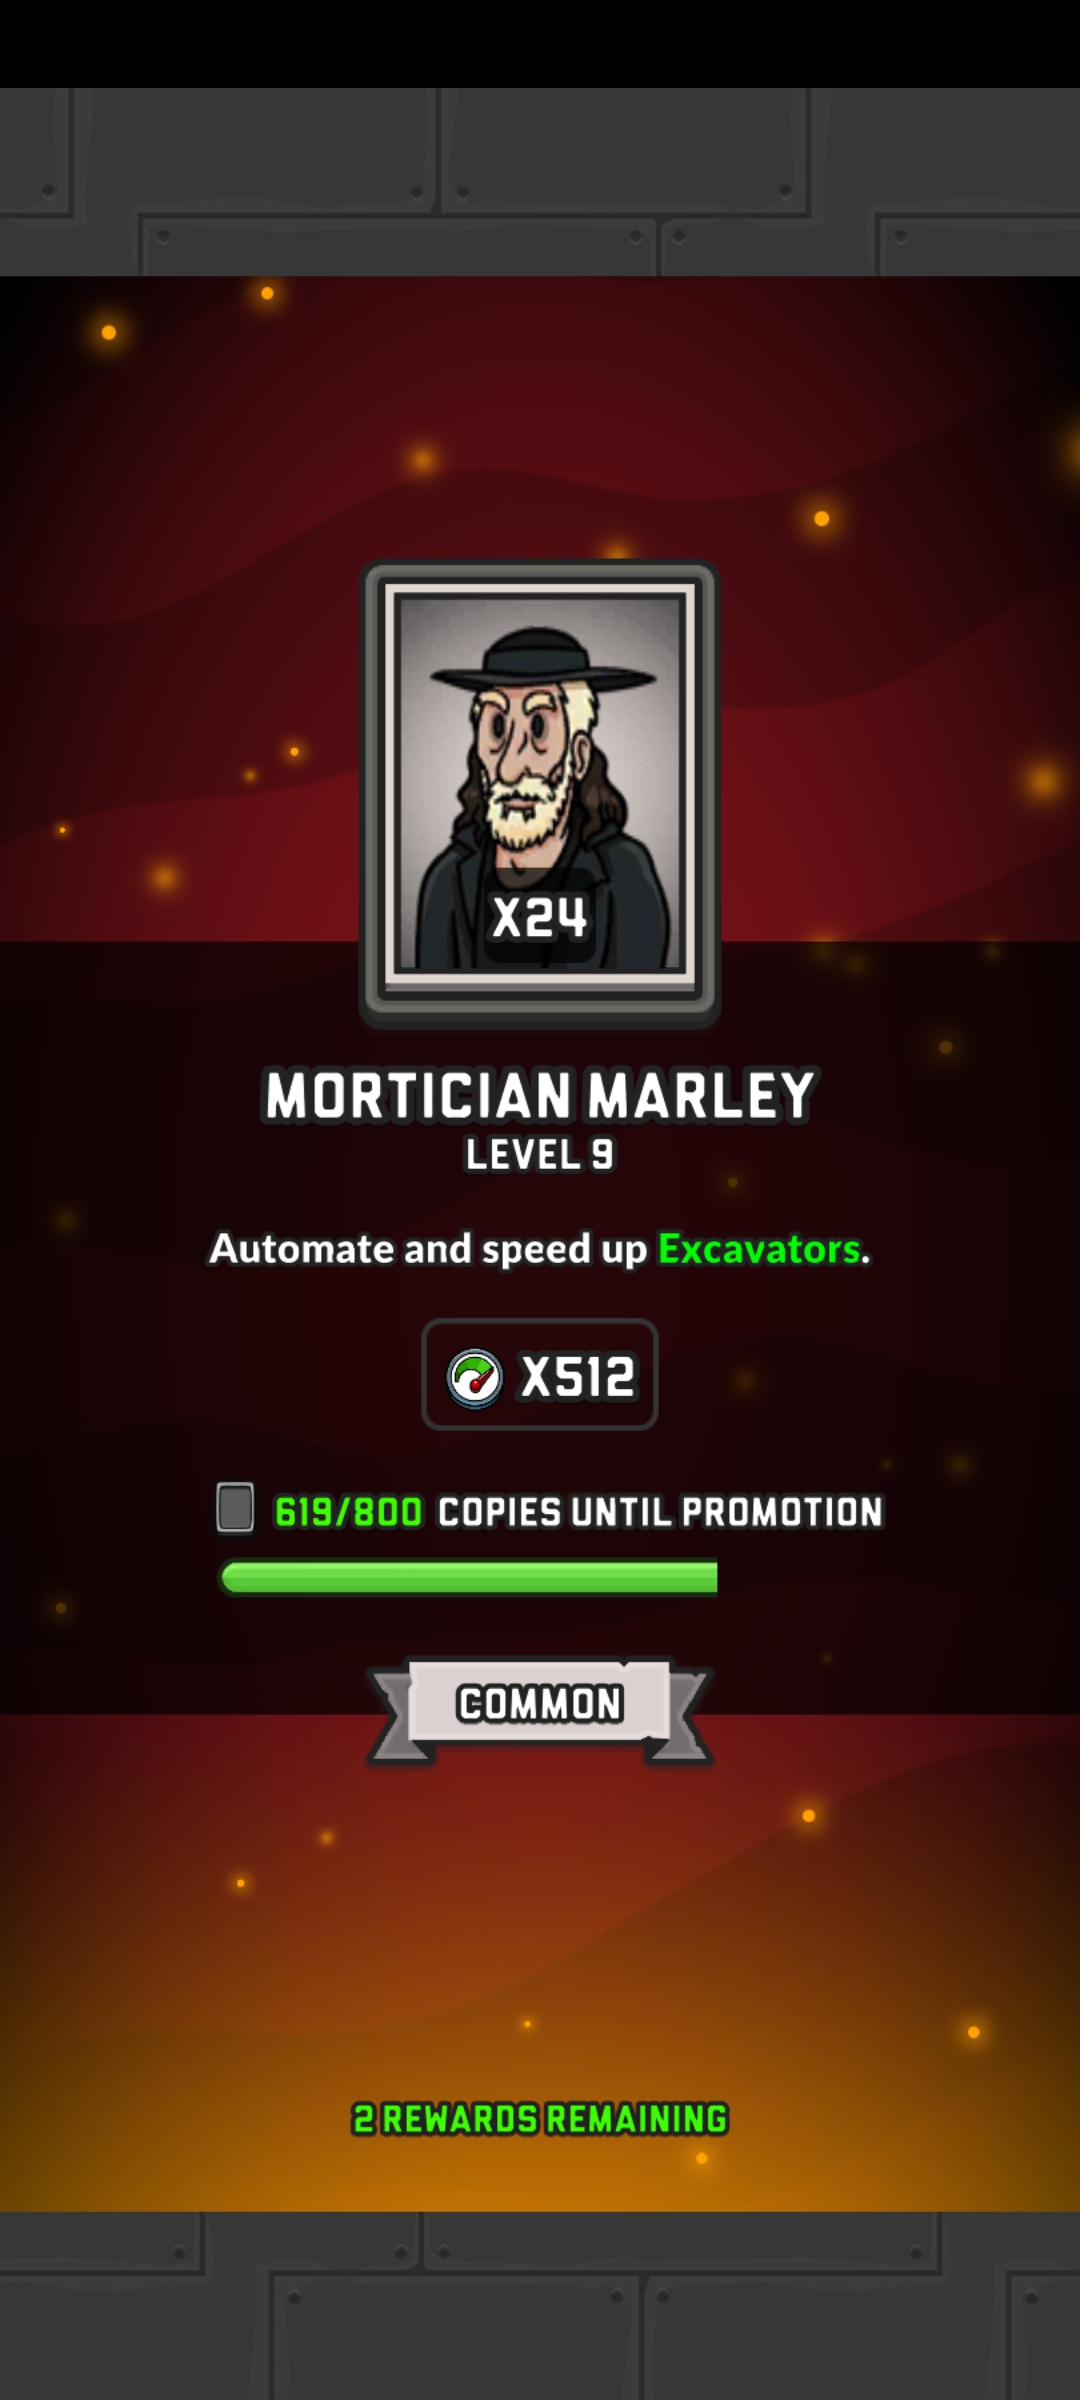 X24
MORTICIAN MARLEY
LEVEL 9
Automate and speed up Excavators.
X512
619/800 COPIES UNTIL PROMOTION
COMMON
2 REWARDS REMAINING